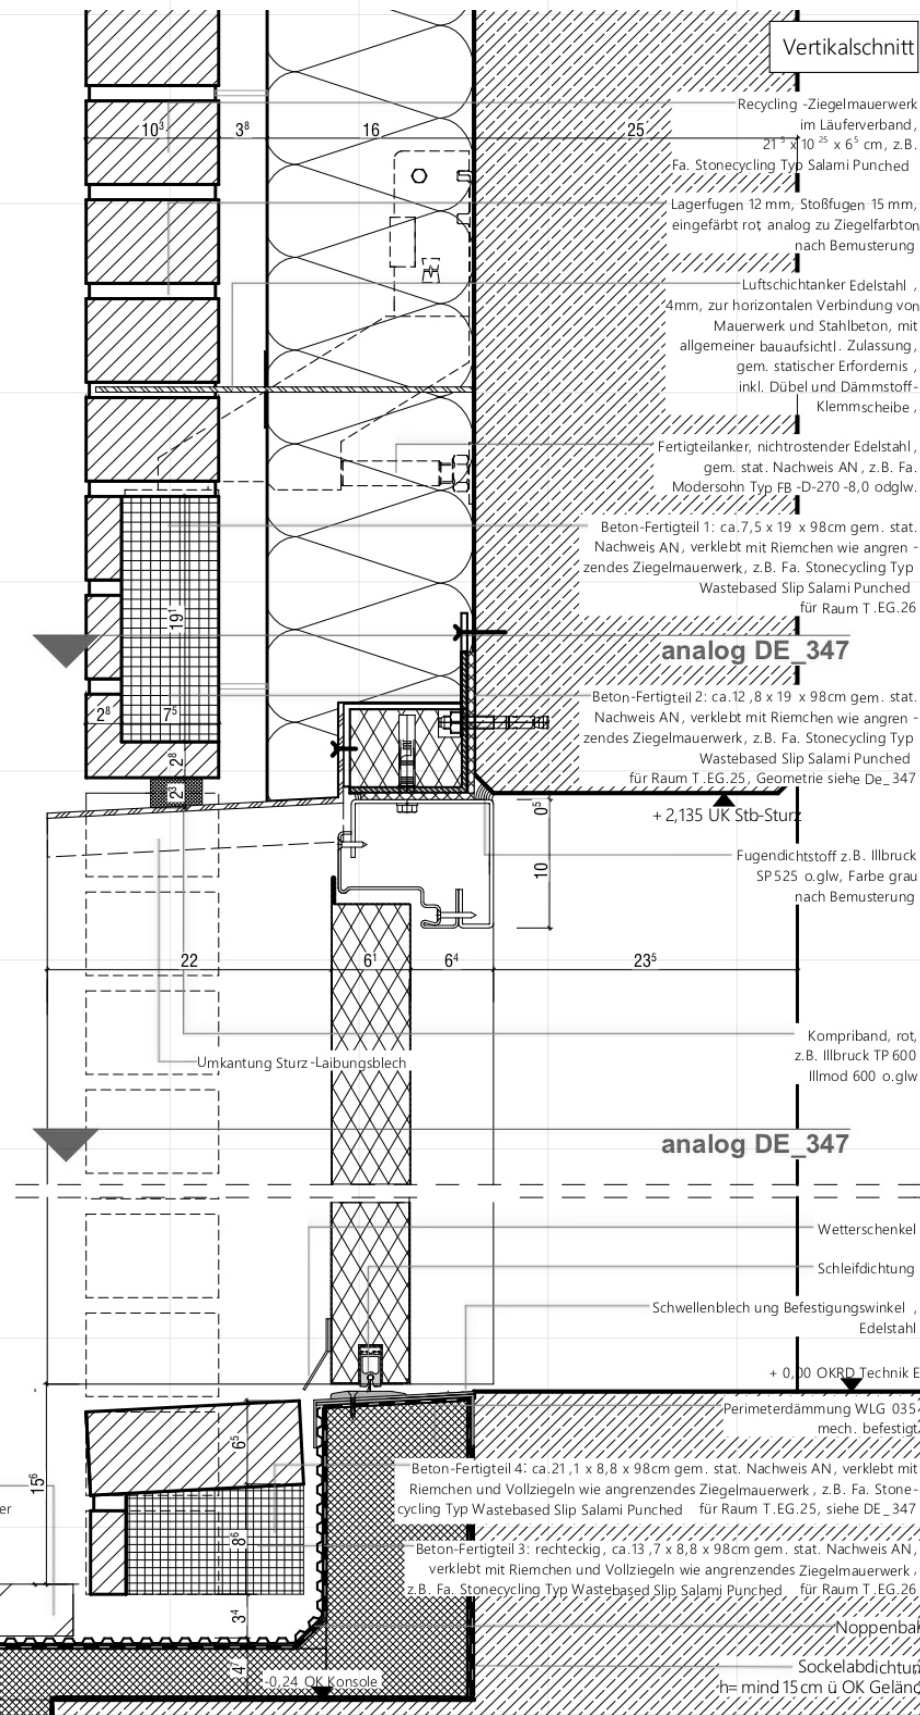 Vertikalschnitt
Recycling -Ziegelmauerwerk
im Läuferverband,
21⁵ x 10²⁵ x 6⁵ cm, z.B.
Fa. Stonecycling Typ Salami Punched
10³
3⁸
16
25
Lagerfugen 12 mm, Stoßfugen 15 mm,
eingefärbt rot, analog zu Ziegelfarbton
nach Bemusterung
Luftschichtanker Edelstahl ,
4mm, zur horizontalen Verbindung von
Mauerwerk und Stahlbeton, mit
allgemeiner bauaufsichtl. Zulassung,
gem. statischer Erfordernis ,
inkl. Dübel und Dämmstoff-
Klemmscheibe ,
Fertigteilanker, nichtrostender Edelstahl,
gem. stat. Nachweis AN , z.B. Fa.
Modersohn Typ FB -D-270 -8,0 odglw.
Beton-Fertigteil 1: ca.7,5 x 19 x 98cm gem. stat.
Nachweis AN, verklebt mit Riemchen wie angren -
zendes Ziegelmauerwek, z.B. Fa. Stonecycling Typ
Wastebased Slip Salami Punched
für Raum T.EG.26
19¹
analog DE_347
Beton-Fertigteil 2: ca.12 ,8 x 19 x 98cm gem. stat.
Nachweis AN, verklebt mit Riemchen wie angren -
zendes Ziegelmauerwerk, z.B. Fa. Stonecycling Typ
Wastebased Slip Salami Punched
für Raum T.EG.25, Geometrie siehe De_347
2⁸
7⁵
2⁸
2³
0⁵
+ 2,135 UK Stb-Sturz
10
Fugendichtstoff z.B. Illbruck
SP525 o.glw, Farbe grau
nach Bemusterung
22
6¹
6⁴
23⁵
Kompriband, rot,
z.B. Illbruck TP 600
Illmod 600 o.glw
Umkantung Sturz-Laibungsblech
analog DE_347
Wetterschenkel
Schleifdichtung
Schwellenblech ung Befestigungswinkel ,
Edelstahl
+ 0,00 OKRD Technik E
Perimeterdämmung WLG 035
mech. befestigt
6⁵
15⁶
er
Beton-Fertigteil 4: ca.21 ,1 x 8,8 x 98cm gem. stat. Nachweis AN, verklebt mit
Riemchen und Vollziegeln wie angrenzendes Ziegelmauerwerk , z.B. Fa. Stone-
cycling Typ Wastebased Slip Salami Punched für Raum T.EG.25, siehe DE_347
8⁶
Beton-Fertigteil 3: rechteckig, ca.13 ,7 x 8,8 x 98cm gem. stat. Nachweis AN,
verklebt mit Riemchen und Vollziegeln wie angrenzendes Ziegelmauerwerk ,
z.B. Fa. Stonecycling Typ Wastebased Slip Salami Punched für Raum T.EG.26
3⁴
Noppenba
4⁷
-0,24 OK Konsole
Sockelabdichtun
h= mind 15 cm ü OK Geländ